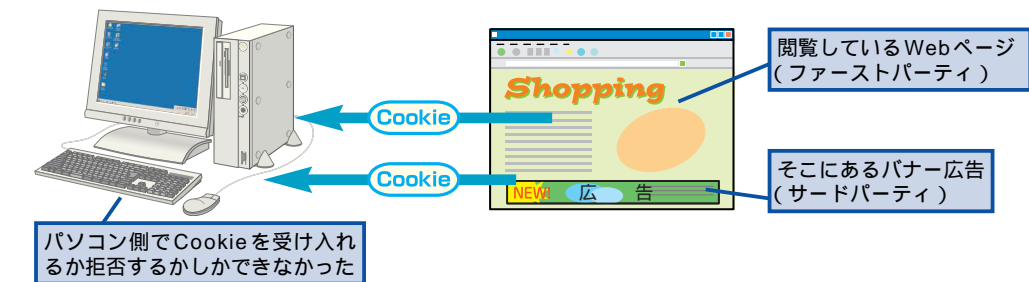 閲覧しているWebページ
(ファーストパーティ)
Shopping
Cookie
Cookie
そこにあるバナー広告
(サードパーティ)
NEW! 広 告
パソコン側でCookieを受け入れ
るか拒否するかしかできなかった